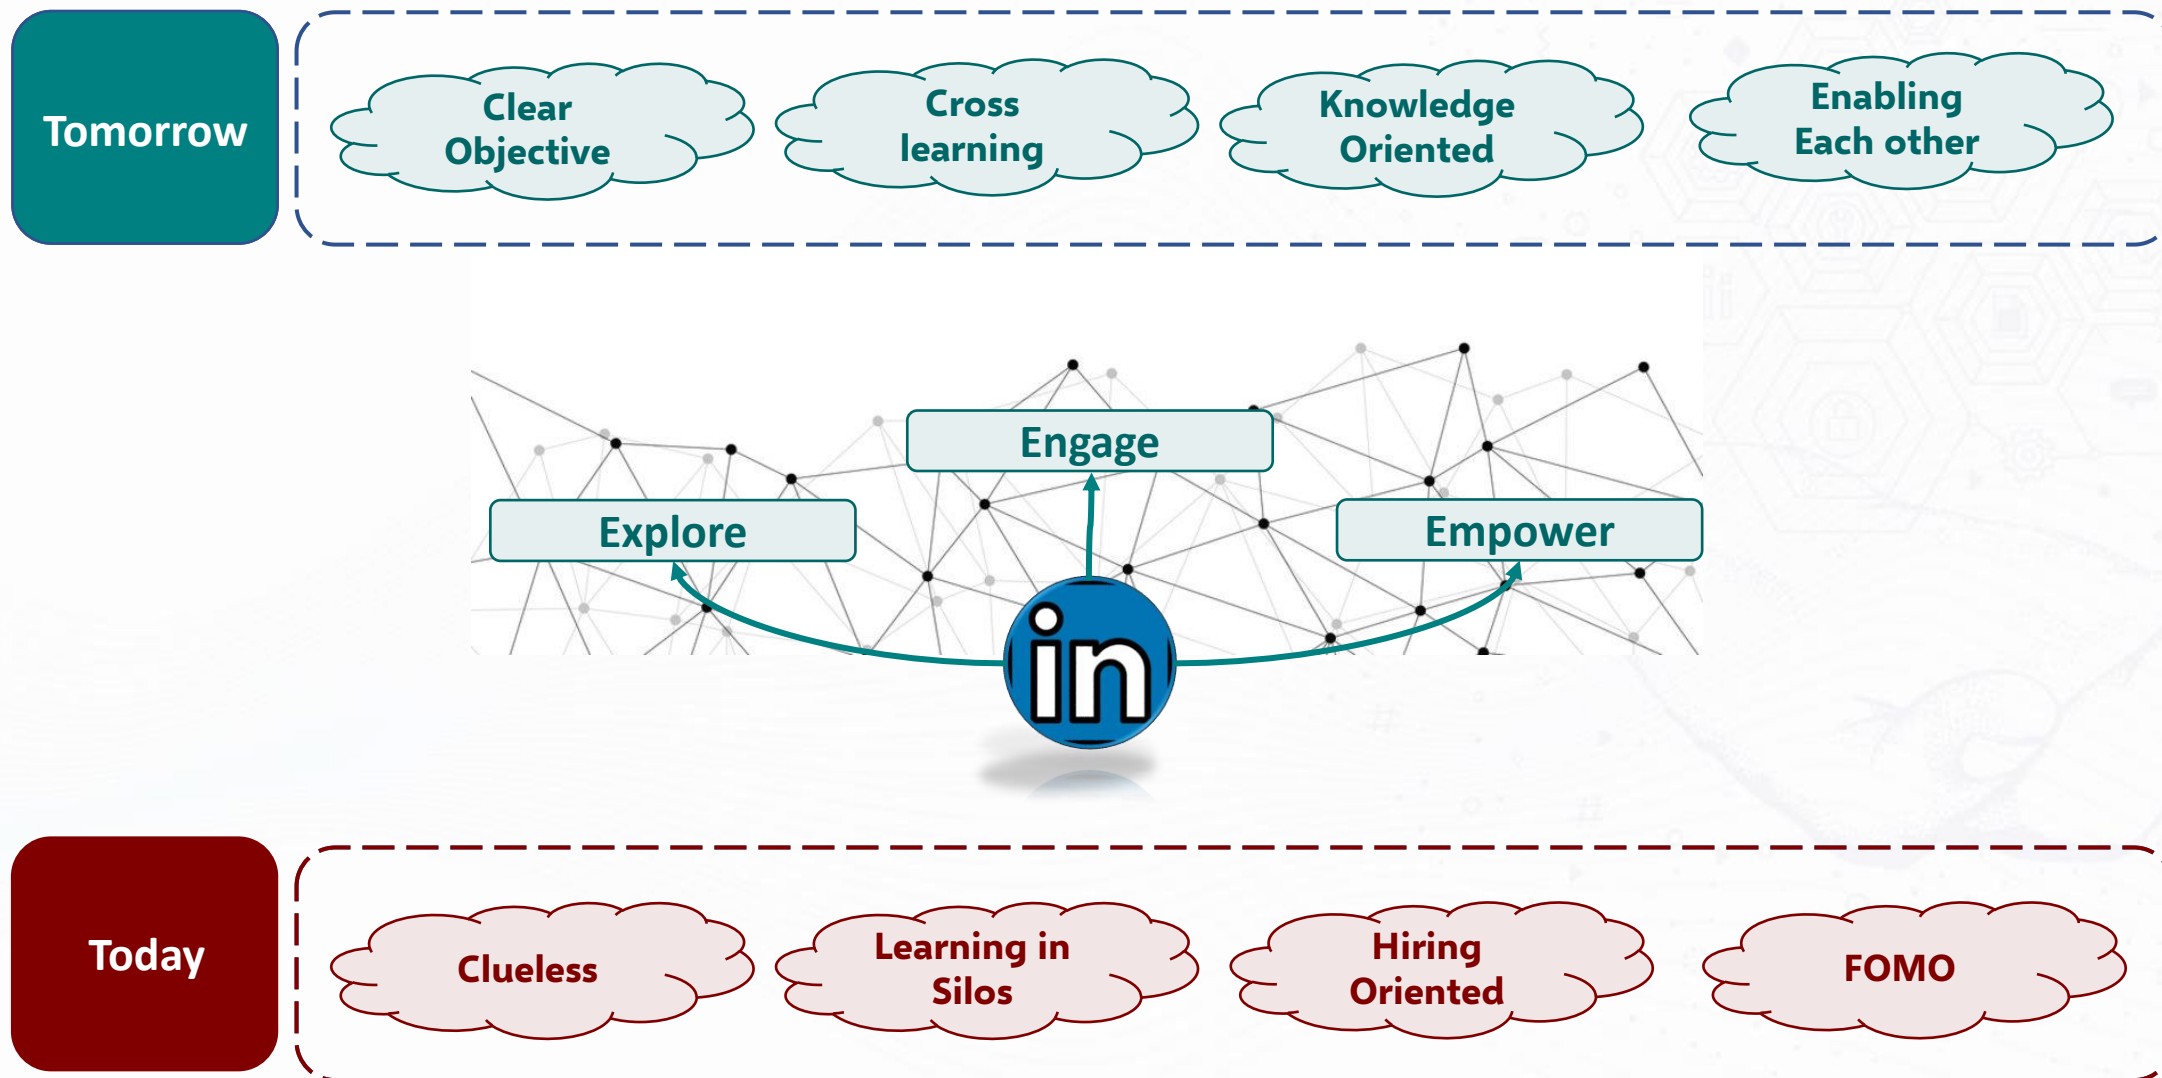 Tomorrow
Clear
Objective
Cross
learning
Knowledge
Oriented
Enabling
Each other
Engage
Explore
Empower
in
Today
Clueless
Learning in
Silos
Hiring
Oriented
FOMO